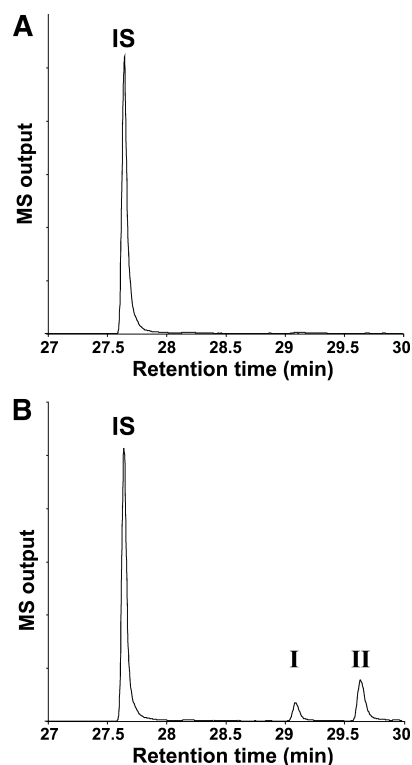 A
IS
MS output
27 27.5 28 28.5 29 29.5 30
Retention time (min)
B
IS
I II
MS output
27 27.5 28 28.5 29 29.5 30
Retention time (min)